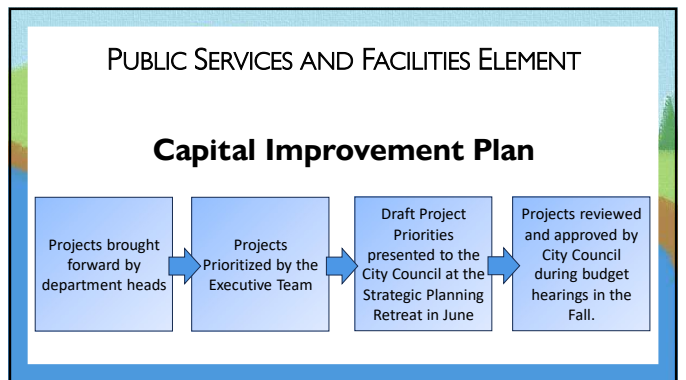 PUBLIC SERVICES AND FACILITIES ELEMENT
Capital Improvement Plan
Projects brought
forward by
department heads
Projects
Prioritized by the
Executive Team
Draft Project
Priorities
presented to the
City Council at the
Strategic Planning
Retreat in June
Projects reviewed
and approved by
City Council
during budget
hearings in the
Fall.